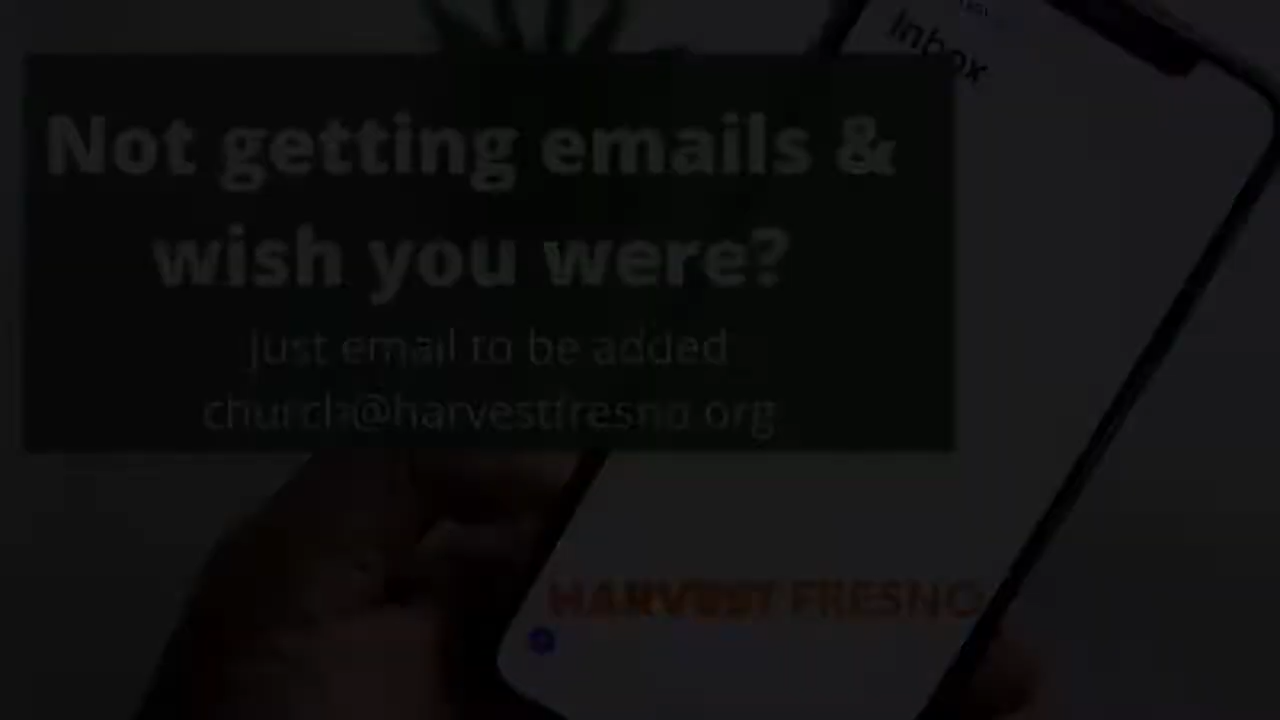 Inbox
Not getting emails &
wish you were?
Just email to be added
church@harvestfresno.org
HARVEST FRESNO